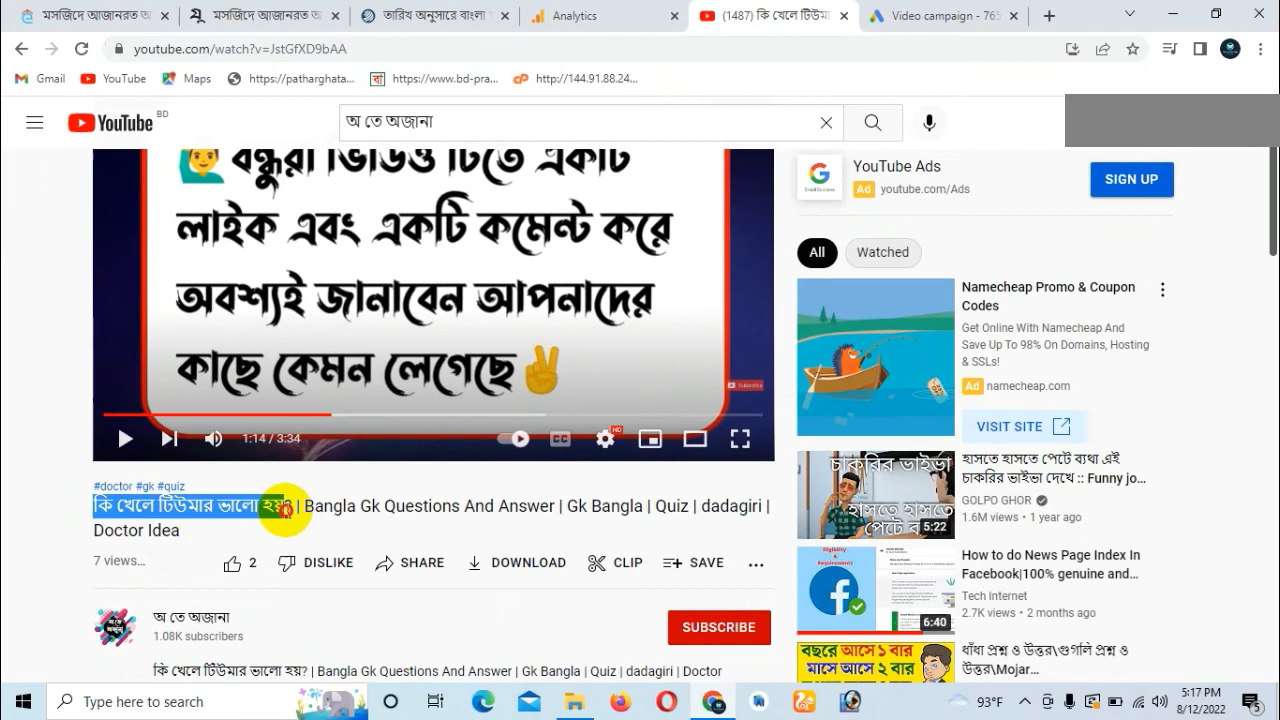 মসজিদে আজানরত অ
মসজিদে আজানরত অ
তারিখ অনুসারে বাংলা
Analytics
(1487) কি খেলে টিউমা
Video campaign - 765
youtube.com/watch?v=JstGfXD9bAA
Gmail
YouTube
Maps
https://patharghata...
https://www.bd-pra...
http://144.91.88.24...
YouTube BD
অ তে অজানা
বন্ধুরা ভিডিও টিতে একটি
লাইক এবং একটি কমেন্ট করে
অবশ্যই জানাবেন আপনাদের
কাছে কেমন লেগেছে✌
Subscribe
1:14 / 3:34
CC
HD
#doctor #gk #quiz
কি খেলে টিউমার ভালো হয়? | Bangla Gk Questions And Answer | Gk Bangla | Quiz | dadagiri |
Doctor Idea
7 views...
2
DISLIKE
SHARE
DOWNLOAD
CLIP
SAVE
অ তে অজানা
1.08K subscribers
SUBSCRIBE
কি খেলে টিউমার ভালো হয়? | Bangla Gk Questions And Answer | Gk Bangla | Quiz | dadagiri | Doctor
YouTube Ads
Ad youtube.com/Ads
SIGN UP
All
Watched
Namecheap Promo & Coupon
Codes
Get Online With Namecheap And
Save Up To 98% On Domains, Hosting
& SSLs!
Ad namecheap.com
VISIT SITE
চাকরির ভাইর্ভা
হাসতে হাসতে
পেটে ব
5:22
হাসতে হাসতে পেটে ব্যথা এই
চাকরির ভাইভা দেখে :: Funny jo...
GOLPO GHOR
1.6M views • 1 year ago
6:40
How to do News Page Index In
Facebook|100% genuine and...
Tech Internet
2.7K views • 2 months ago
বছরে আসে ১ বার
মাসে আসে ২ বার
ধাঁধা প্রশ্ন ও উত্তর\গুগলি প্রশ্ন ও
উত্তর\Mojar...
Type here to search
93°F
5:17 PM
8/12/2022
5